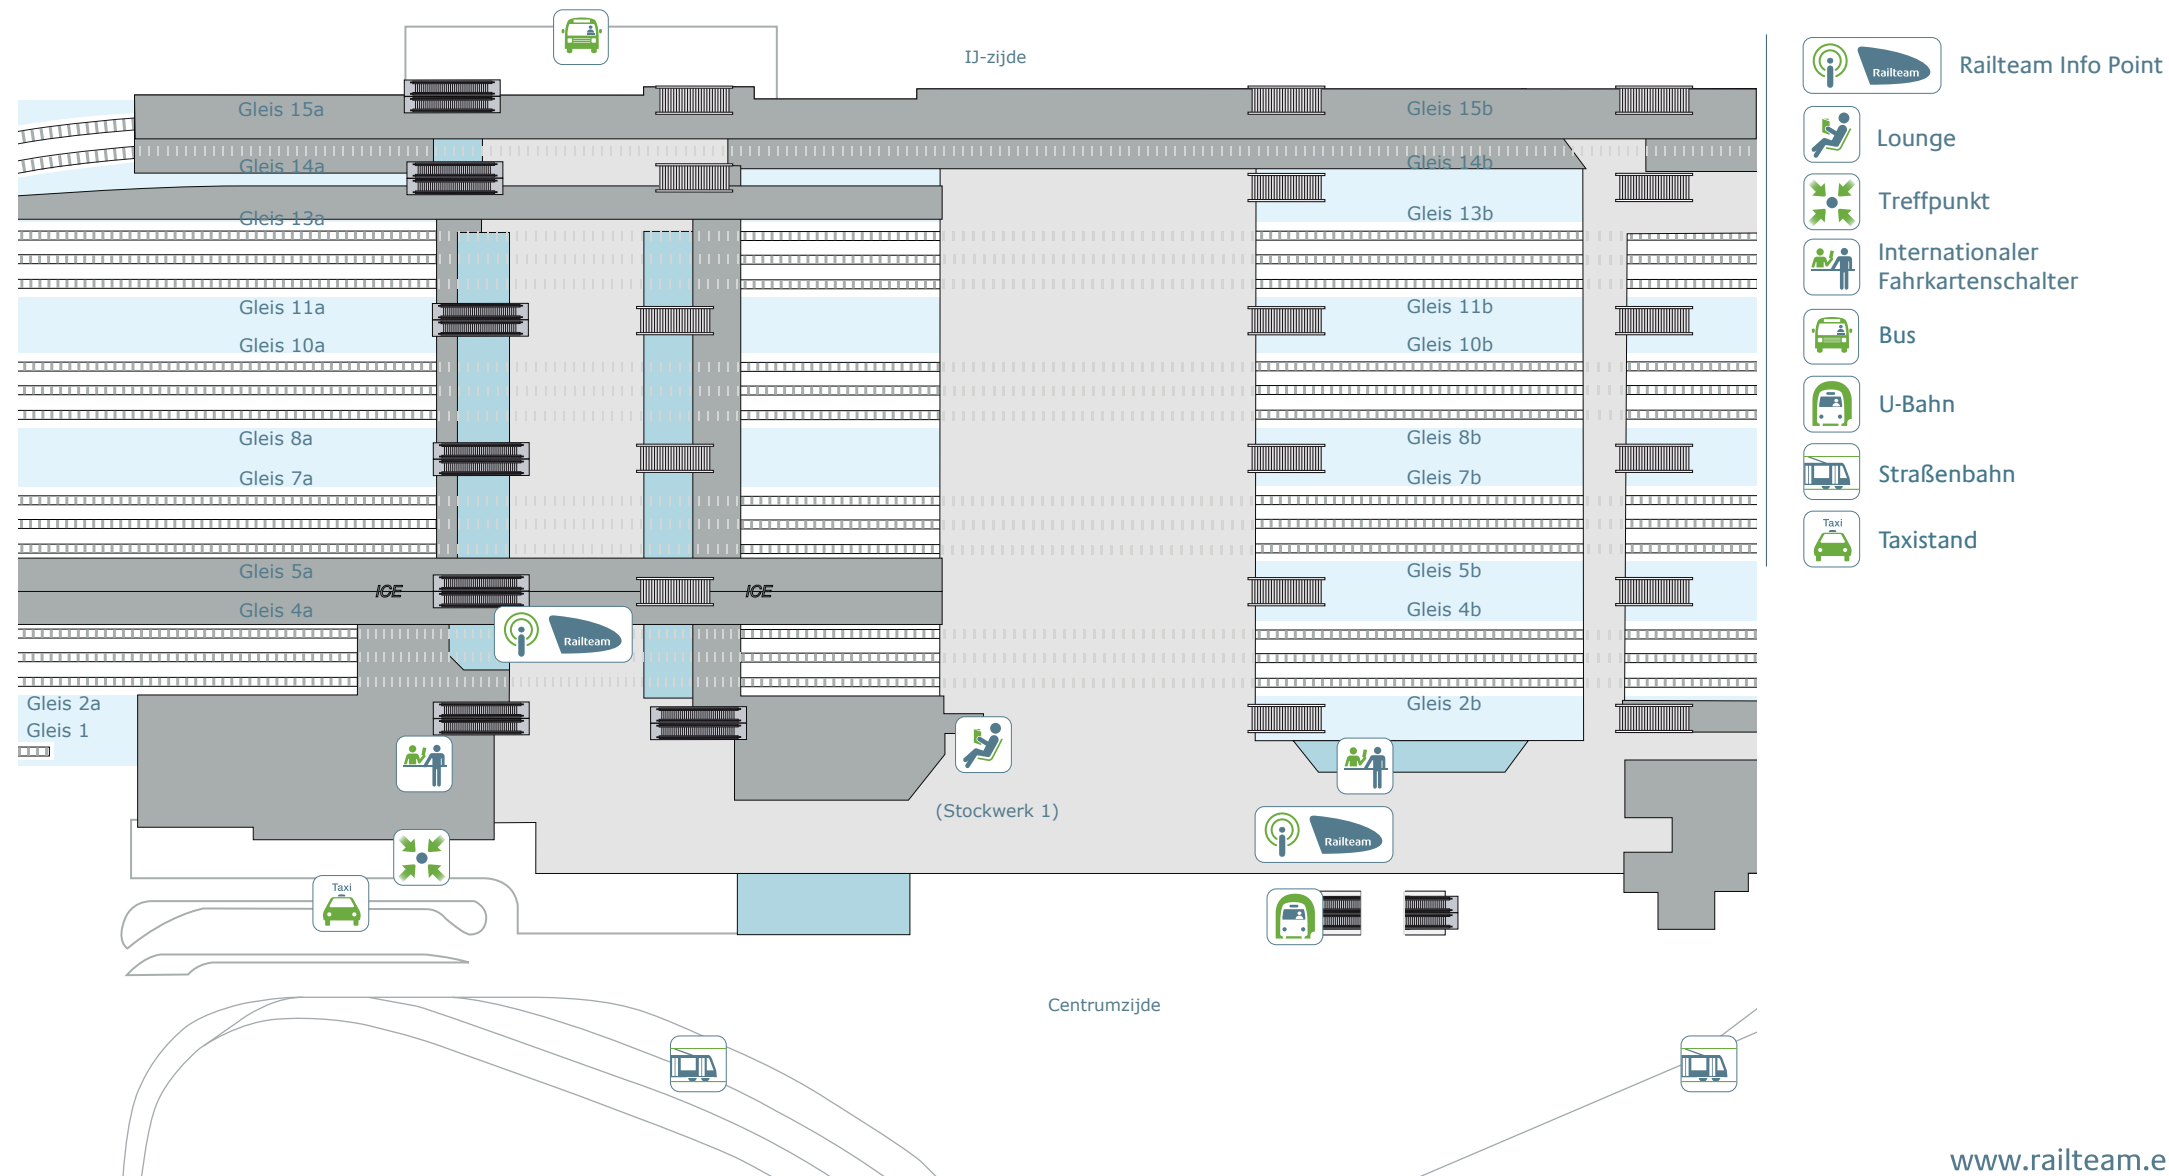 IJ-zijde
Gleis 15a
Gleis 15b
Gleis 14a
Gleis 14b
Gleis 13a
Gleis 13b
Gleis 11a
Gleis 11b
Gleis 10a
Gleis 10b
Gleis 8a
Gleis 8b
Gleis 7a
Gleis 7b
Gleis 5a
Gleis 5b
ICE
ICE
Gleis 4a
Gleis 4b
Railteam
Gleis 2a
Gleis 2b
Gleis 1
(Stockwerk 1)
Railteam
Taxi
Centrumzijde
Railteam
Railteam Info Point
Lounge
Treffpunkt
Internationaler
Fahrkartenschalter
Bus
U-Bahn
Straßenbahn
Taxi
Taxistand
www.railteam.e